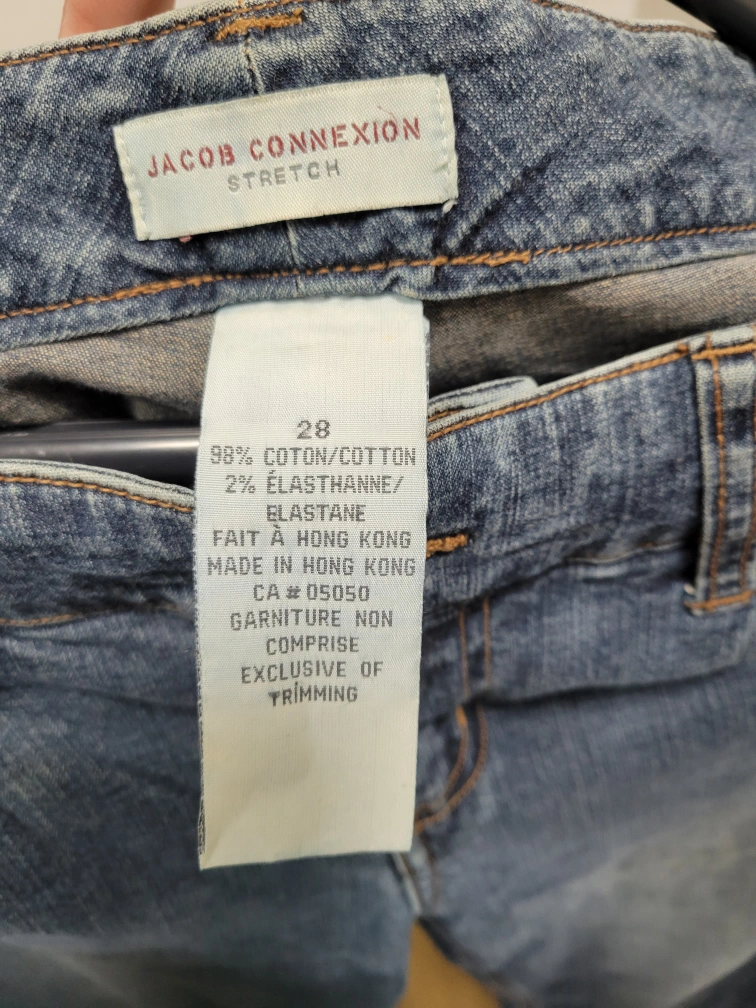 JACOB CONNEXION
STRETCH
28
98% COTON/COTTON
2% ÉLASTHANNE/
ELASTANE
FAIT À HONG KONG
MADE IN HONG KONG
CA # 05050
GARNITURE NON
COMPRISE
EXCLUSIVE OF
TRIMMING